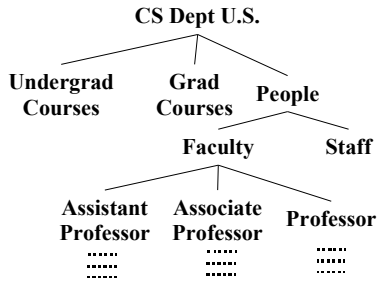 CS Dept U.S.
Undergrad
Courses
Grad
Courses
People
Faculty
Staff
Assistant
Professor
Associate
Professor
Professor